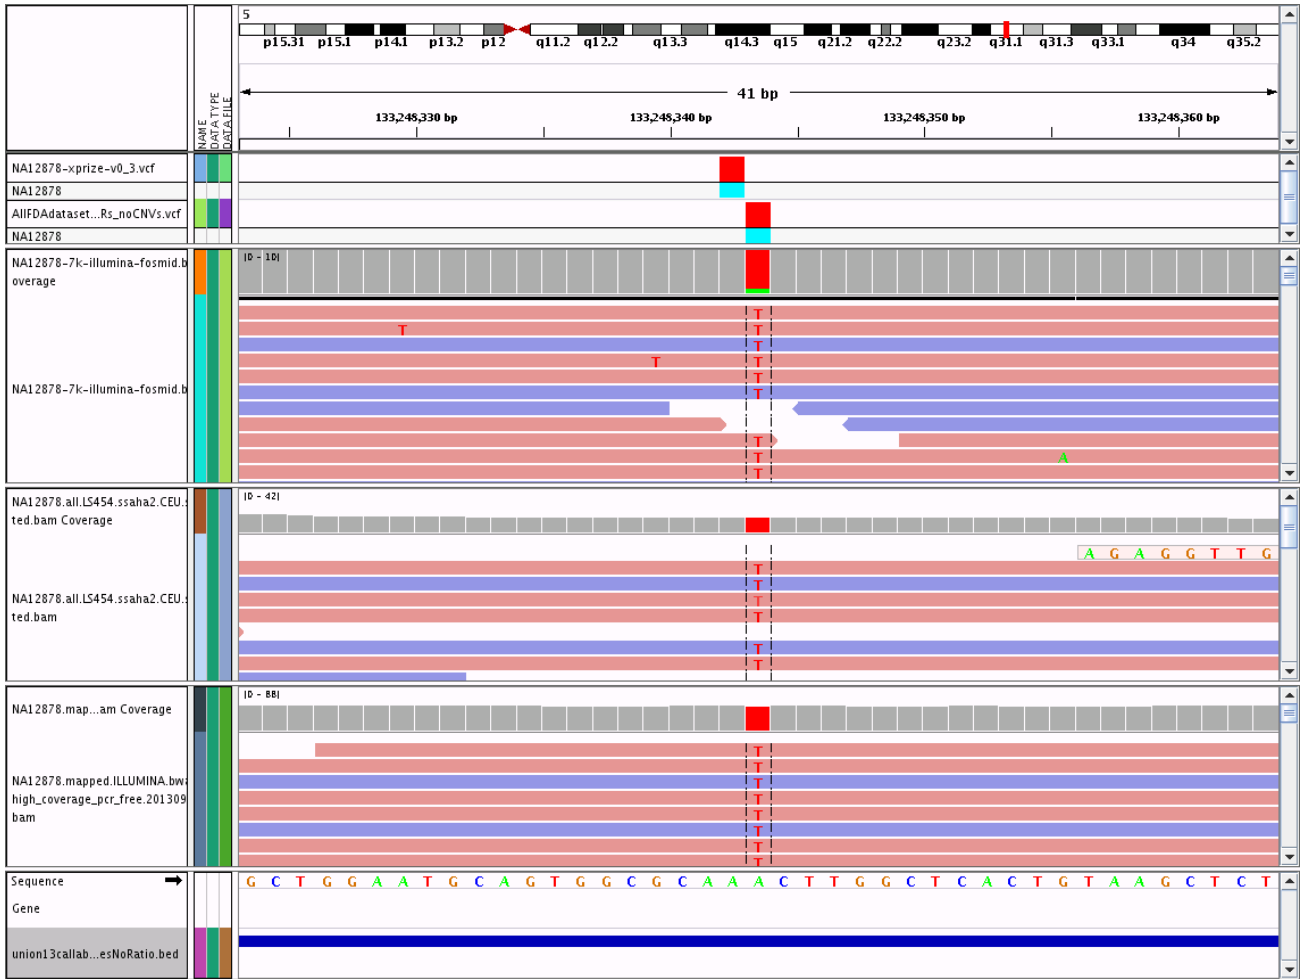 5
p15.31 p15.1 p14.1 p13.2 p12 q11.2 q12.2 q13.3 q14.3 q15 q21.2 q22.2 q23.2 q31.1 q31.3 q33.1 q34 q35.2
41 bp
NAME
DATA TYPE
DATA FILE
133,248,330 bp 133,248,340 bp 133,248,350 bp 133,248,360 bp
NA12878-xprize-v0_3.vcf
NA12878
AllFDAdataset...Rs_noCNVs.vcf
NA12878
NA12878-7k-illumina-fosmid.b
overage
[0 - 10]
T
T T
T
T T
T
T
NA12878-7k-illumina-fosmid.b
T
T A
T
NA12878.all.LS454.ssaha2.CEU.s
ted.bam Coverage
[0 - 42]
A G A G G T T G
T
T
T
T
NA12878.all.LS454.ssaha2.CEU.s
ted.bam
T
T
NA12878.map...am Coverage
[0 - 88]
T
T
T
T
T
T
T
T
NA12878.mapped.ILLUMINA.bwa
high_coverage_pcr_free.201309
bam
Sequence G C T G G A A T G C A G T G G C G C A A A C T T G G C T C A C T G T A A G C T C T
Gene
union13callab...esNoRatio.bed